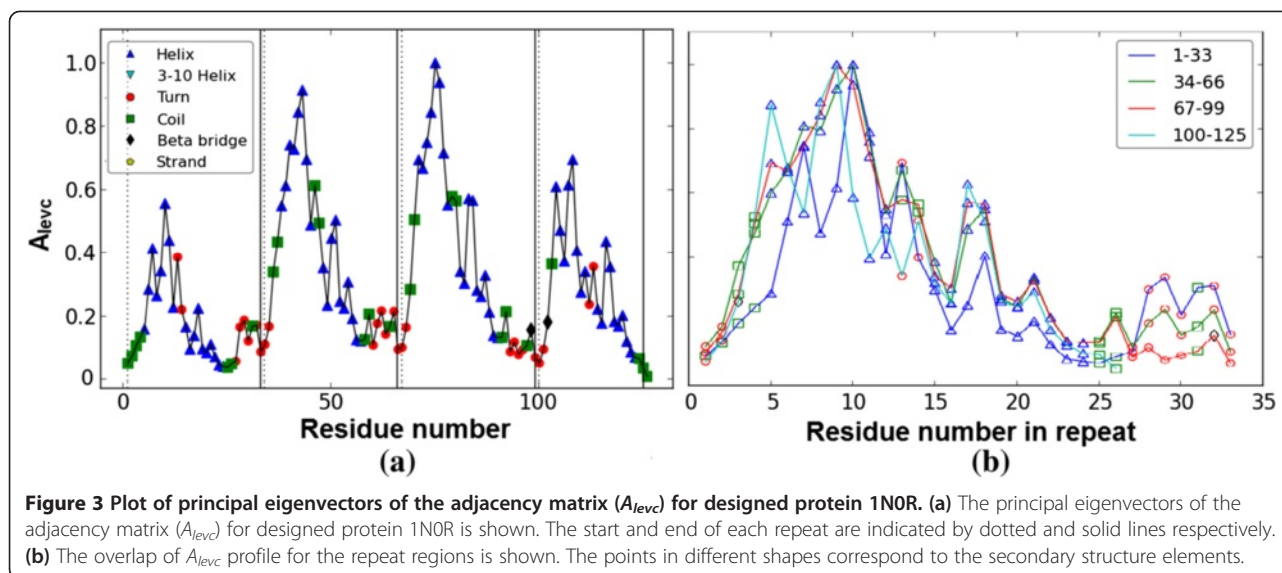 Helix
3-10 Helix
Turn
Coil
Beta bridge
Strand
1.0
0.8
0.6
0.4
0.2
0
A_levc
0 50 100
Residue number
(a)
1-33
34-66
67-99
100-125
0 5 10 15 20 25 30 35
Residue number in repeat
(b)
Figure 3 Plot of principal eigenvectors of the adjacency matrix (A_levc) for designed protein 1N0R. (a) The principal eigenvectors of the
adjacency matrix (A_levc) for designed protein 1N0R is shown. The start and end of each repeat are indicated by dotted and solid lines respectively.
(b) The overlap of A_levc profile for the repeat regions is shown. The points in different shapes correspond to the secondary structure elements.